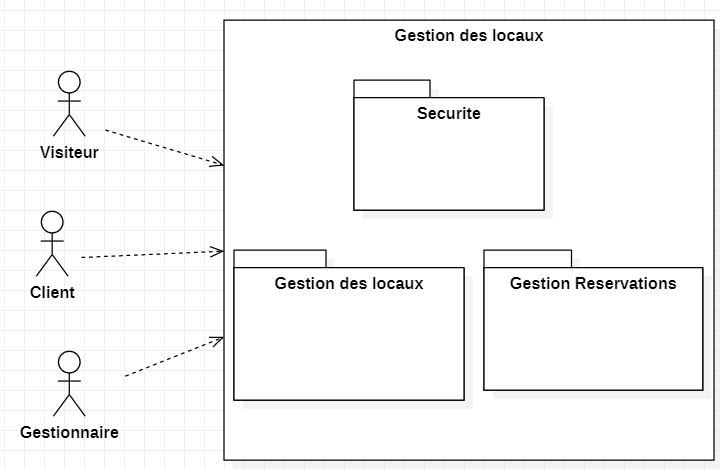 Gestion des locaux
Securite
Visiteur
Gestion des locaux
Gestion Reservations
Client
Gestionnaire